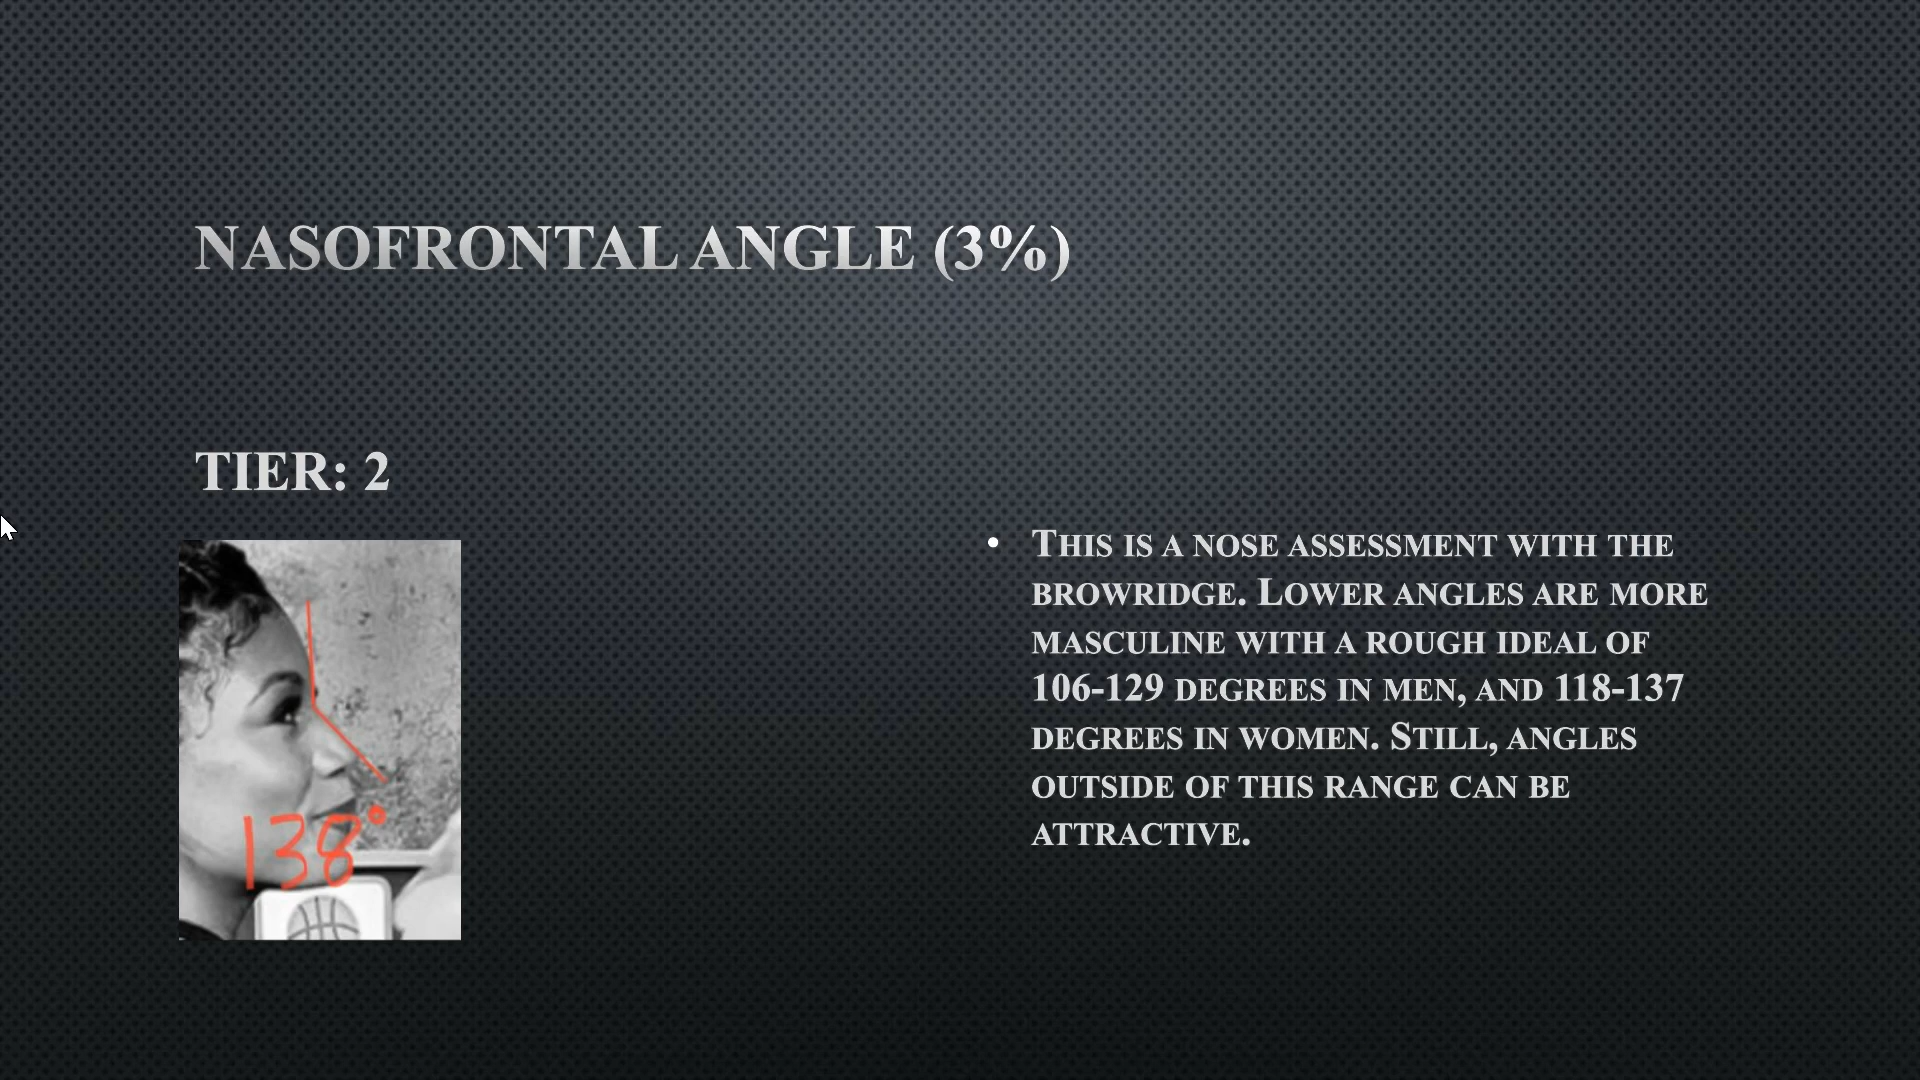 NASOFRONTAL ANGLE (3%)
TIER: 2
138°
• THIS IS A NOSE ASSESSMENT WITH THE
BROWRIDGE. LOWER ANGLES ARE MORE
MASCULINE WITH A ROUGH IDEAL OF
106-129 DEGREES IN MEN, AND 118-137
DEGREES IN WOMEN. STILL, ANGLES
OUTSIDE OF THIS RANGE CAN BE
ATTRACTIVE.